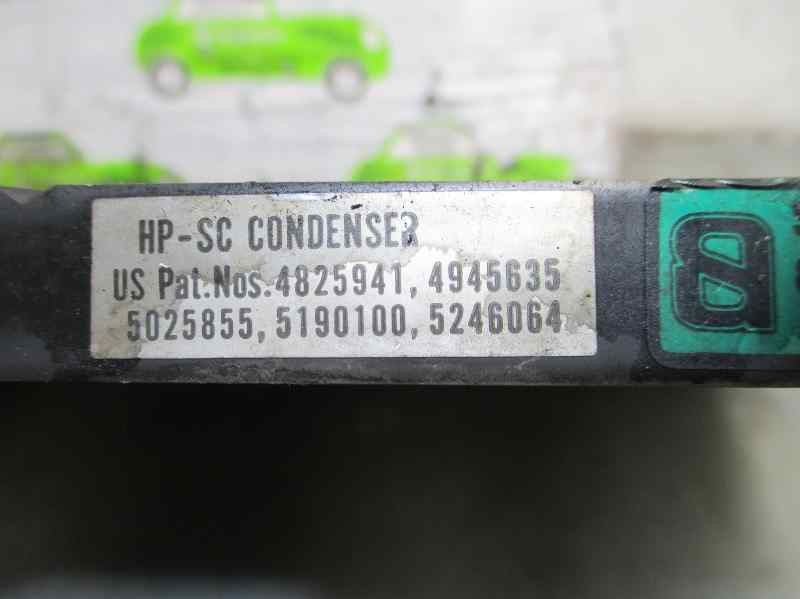 HP-SC CONDENSER
US Pat.Nos.4825941, 4945635
5025855, 5190100, 5246064